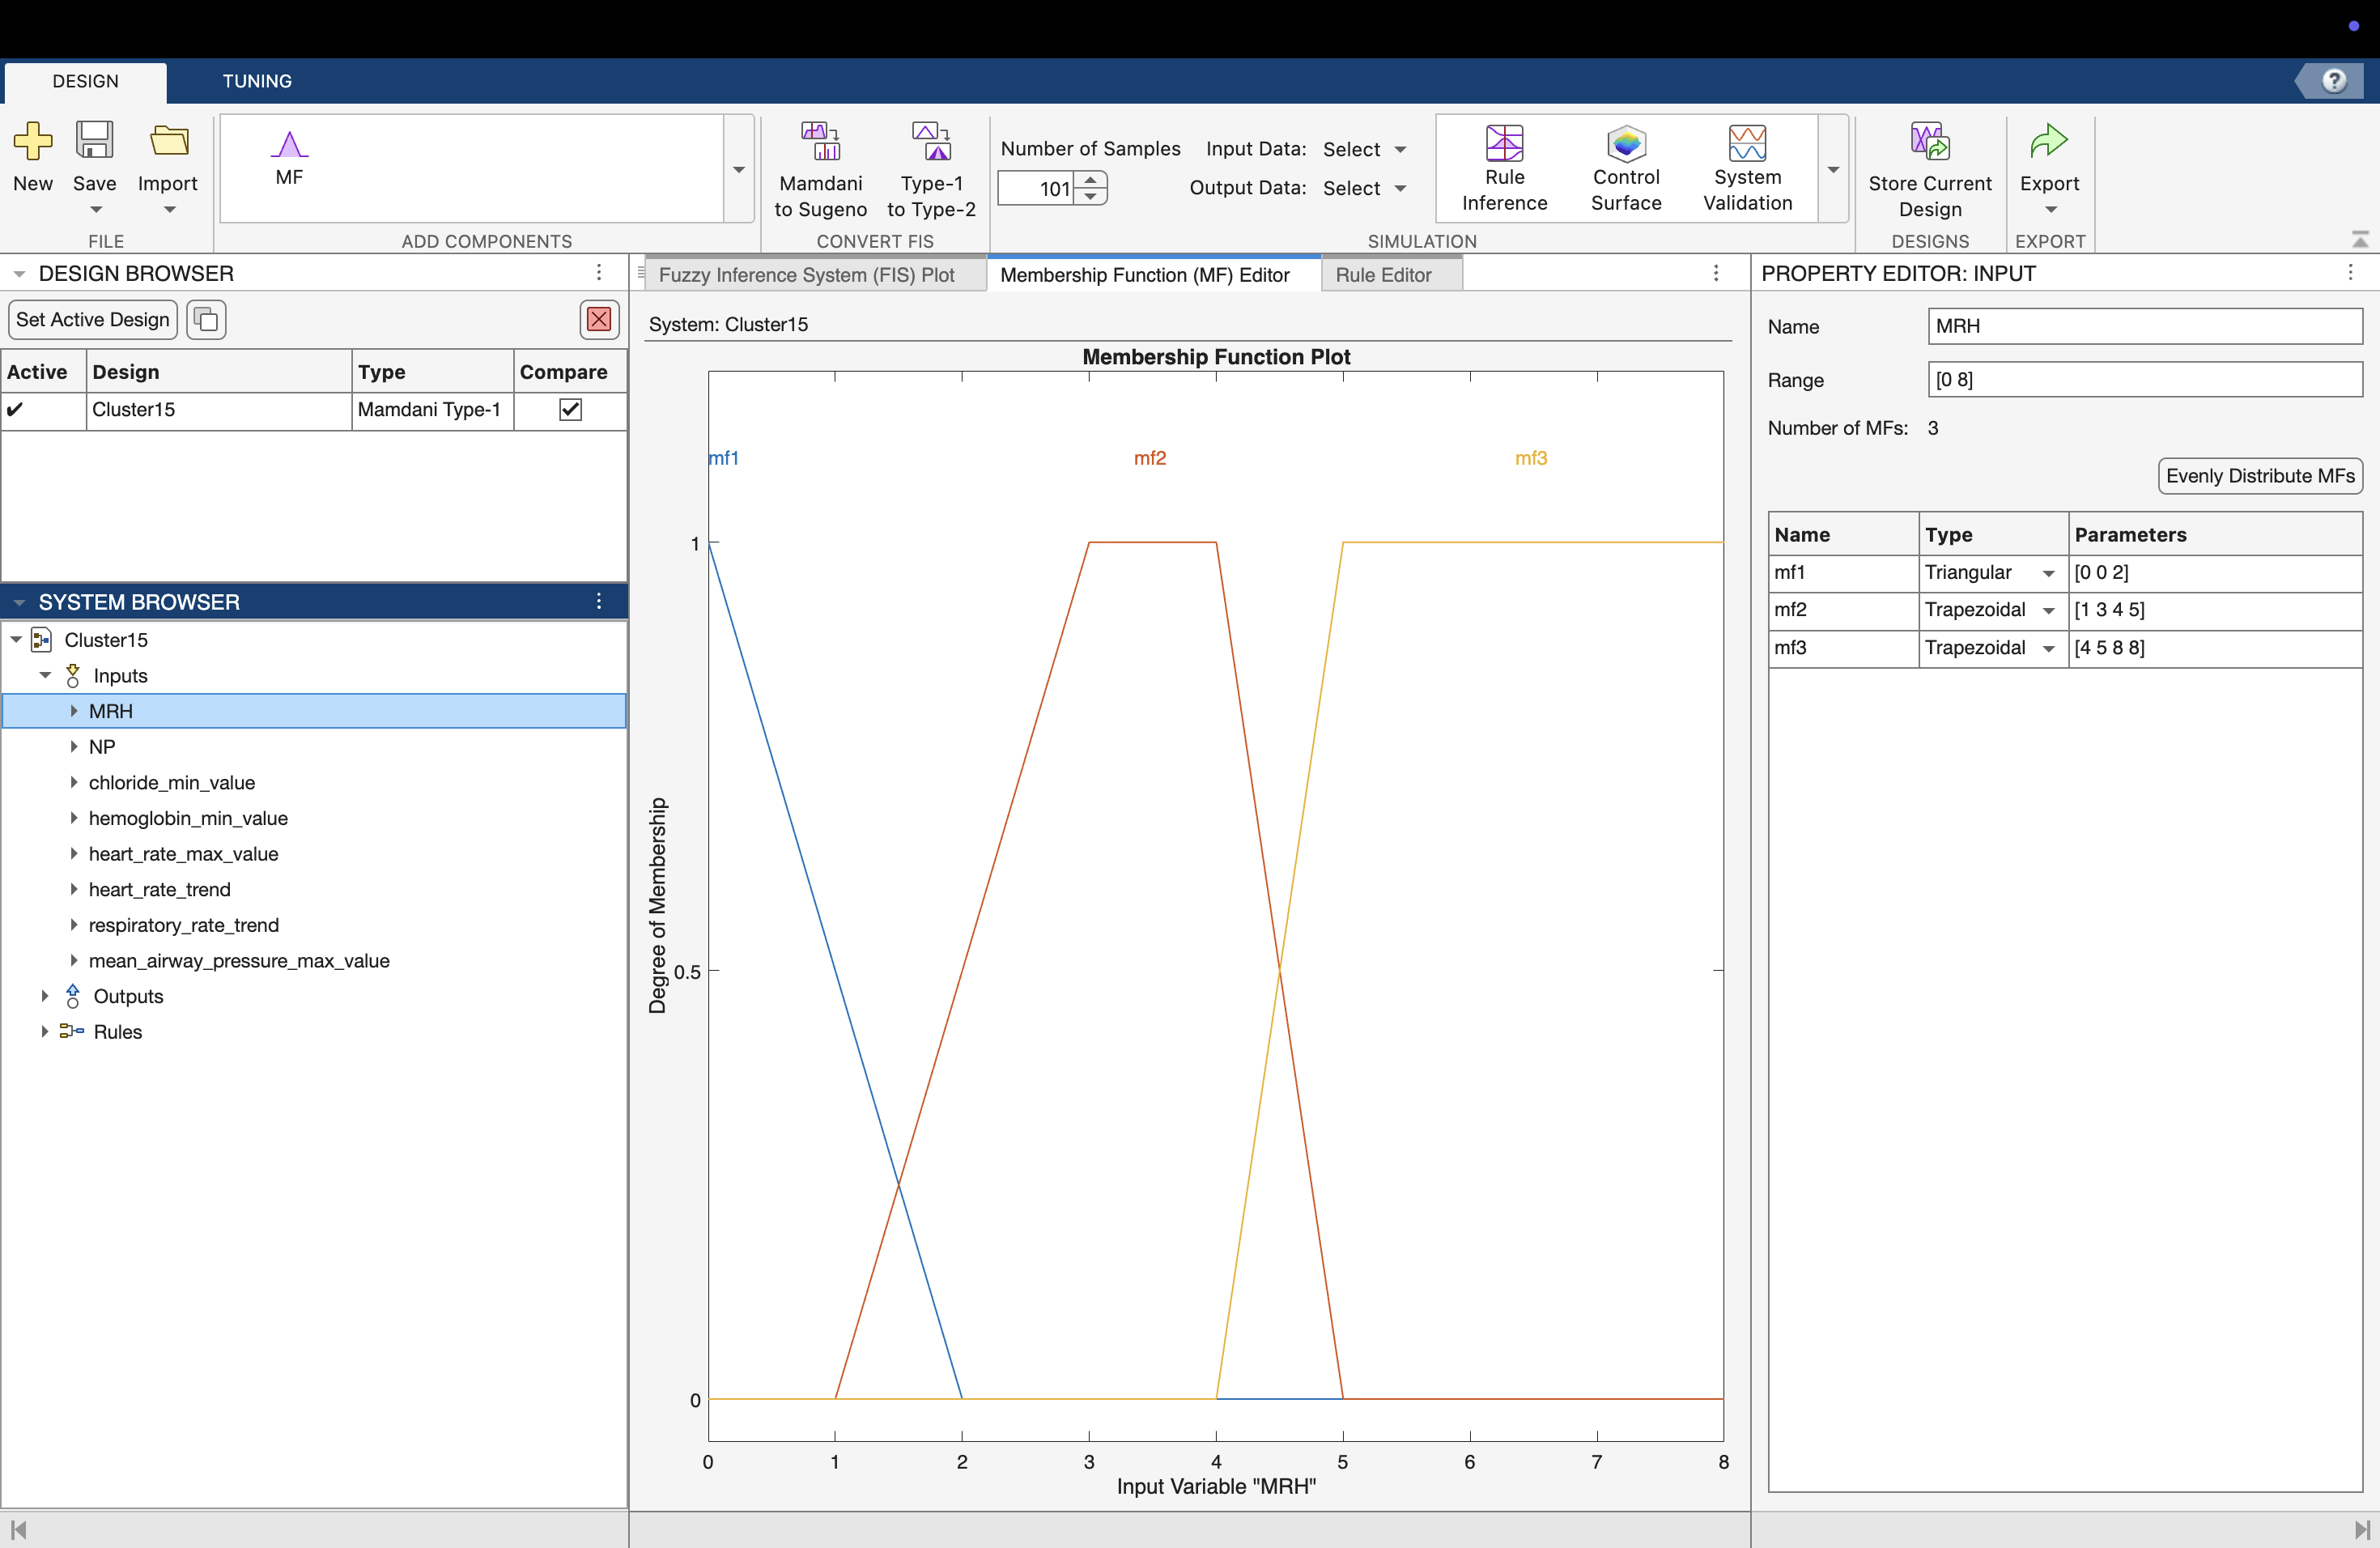 DESIGN
TUNING
?
New
Save
Import
MF
Mamdani
to Sugeno
Type-1
to Type-2
Number of Samples
101
Input Data: Select
Output Data: Select
Rule
Inference
Control
Surface
System
Validation
Store Current
Design
Export
FILE
ADD COMPONENTS
CONVERT FIS
SIMULATION
DESIGNS
EXPORT
DESIGN BROWSER
Set Active Design
Active Design Type Compare
Cluster15 Mamdani Type-1
SYSTEM BROWSER
Cluster15
Inputs
MRH
NP
chloride_min_value
hemoglobin_min_value
heart_rate_max_value
heart_rate_trend
respiratory_rate_trend
mean_airway_pressure_max_value
Outputs
Rules
Fuzzy Inference System (FIS) Plot
Membership Function (MF) Editor
Rule Editor
System: Cluster15
Membership Function Plot
mf1 mf2 mf3
1
0.5
0
Degree of Membership
0 1 2 3 4 5 6 7 8
Input Variable "MRH"
PROPERTY EDITOR: INPUT
Name MRH
Range [0 8]
Number of MFs: 3
Evenly Distribute MFs
Name Type Parameters
mf1 Triangular [0 0 2]
mf2 Trapezoidal [1 3 4 5]
mf3 Trapezoidal [4 5 8 8]